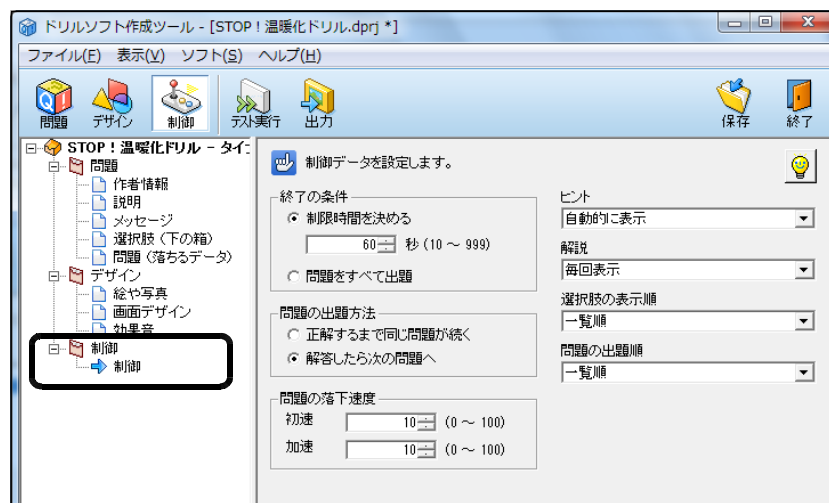 ドリルソフト作成ツール - [STOP！温暖化ドリル.dprj *]
ファイル(F) 表示(V) ソフト(S) ヘルプ(H)
問題 デザイン 制御 テスト実行 出力 保存 終了
STOP！温暖化ドリル - タイ
問題
作者情報
説明
メッセージ
選択肢（下の箱）
問題（落ちるデータ）
デザイン
絵や写真
画面デザイン
効果音
制御
制御
制御データを設定します。
終了の条件
制限時間を決める
60 秒 (10 ～ 999)
問題をすべて出題
問題の出題方法
正解するまで同じ問題が続く
解答したら次の問題へ
問題の落下速度
初速 10 (0 ～ 100)
加速 10 (0 ～ 100)
ヒント
自動的に表示
解説
毎回表示
選択肢の表示順
一覧順
問題の出題順
一覧順